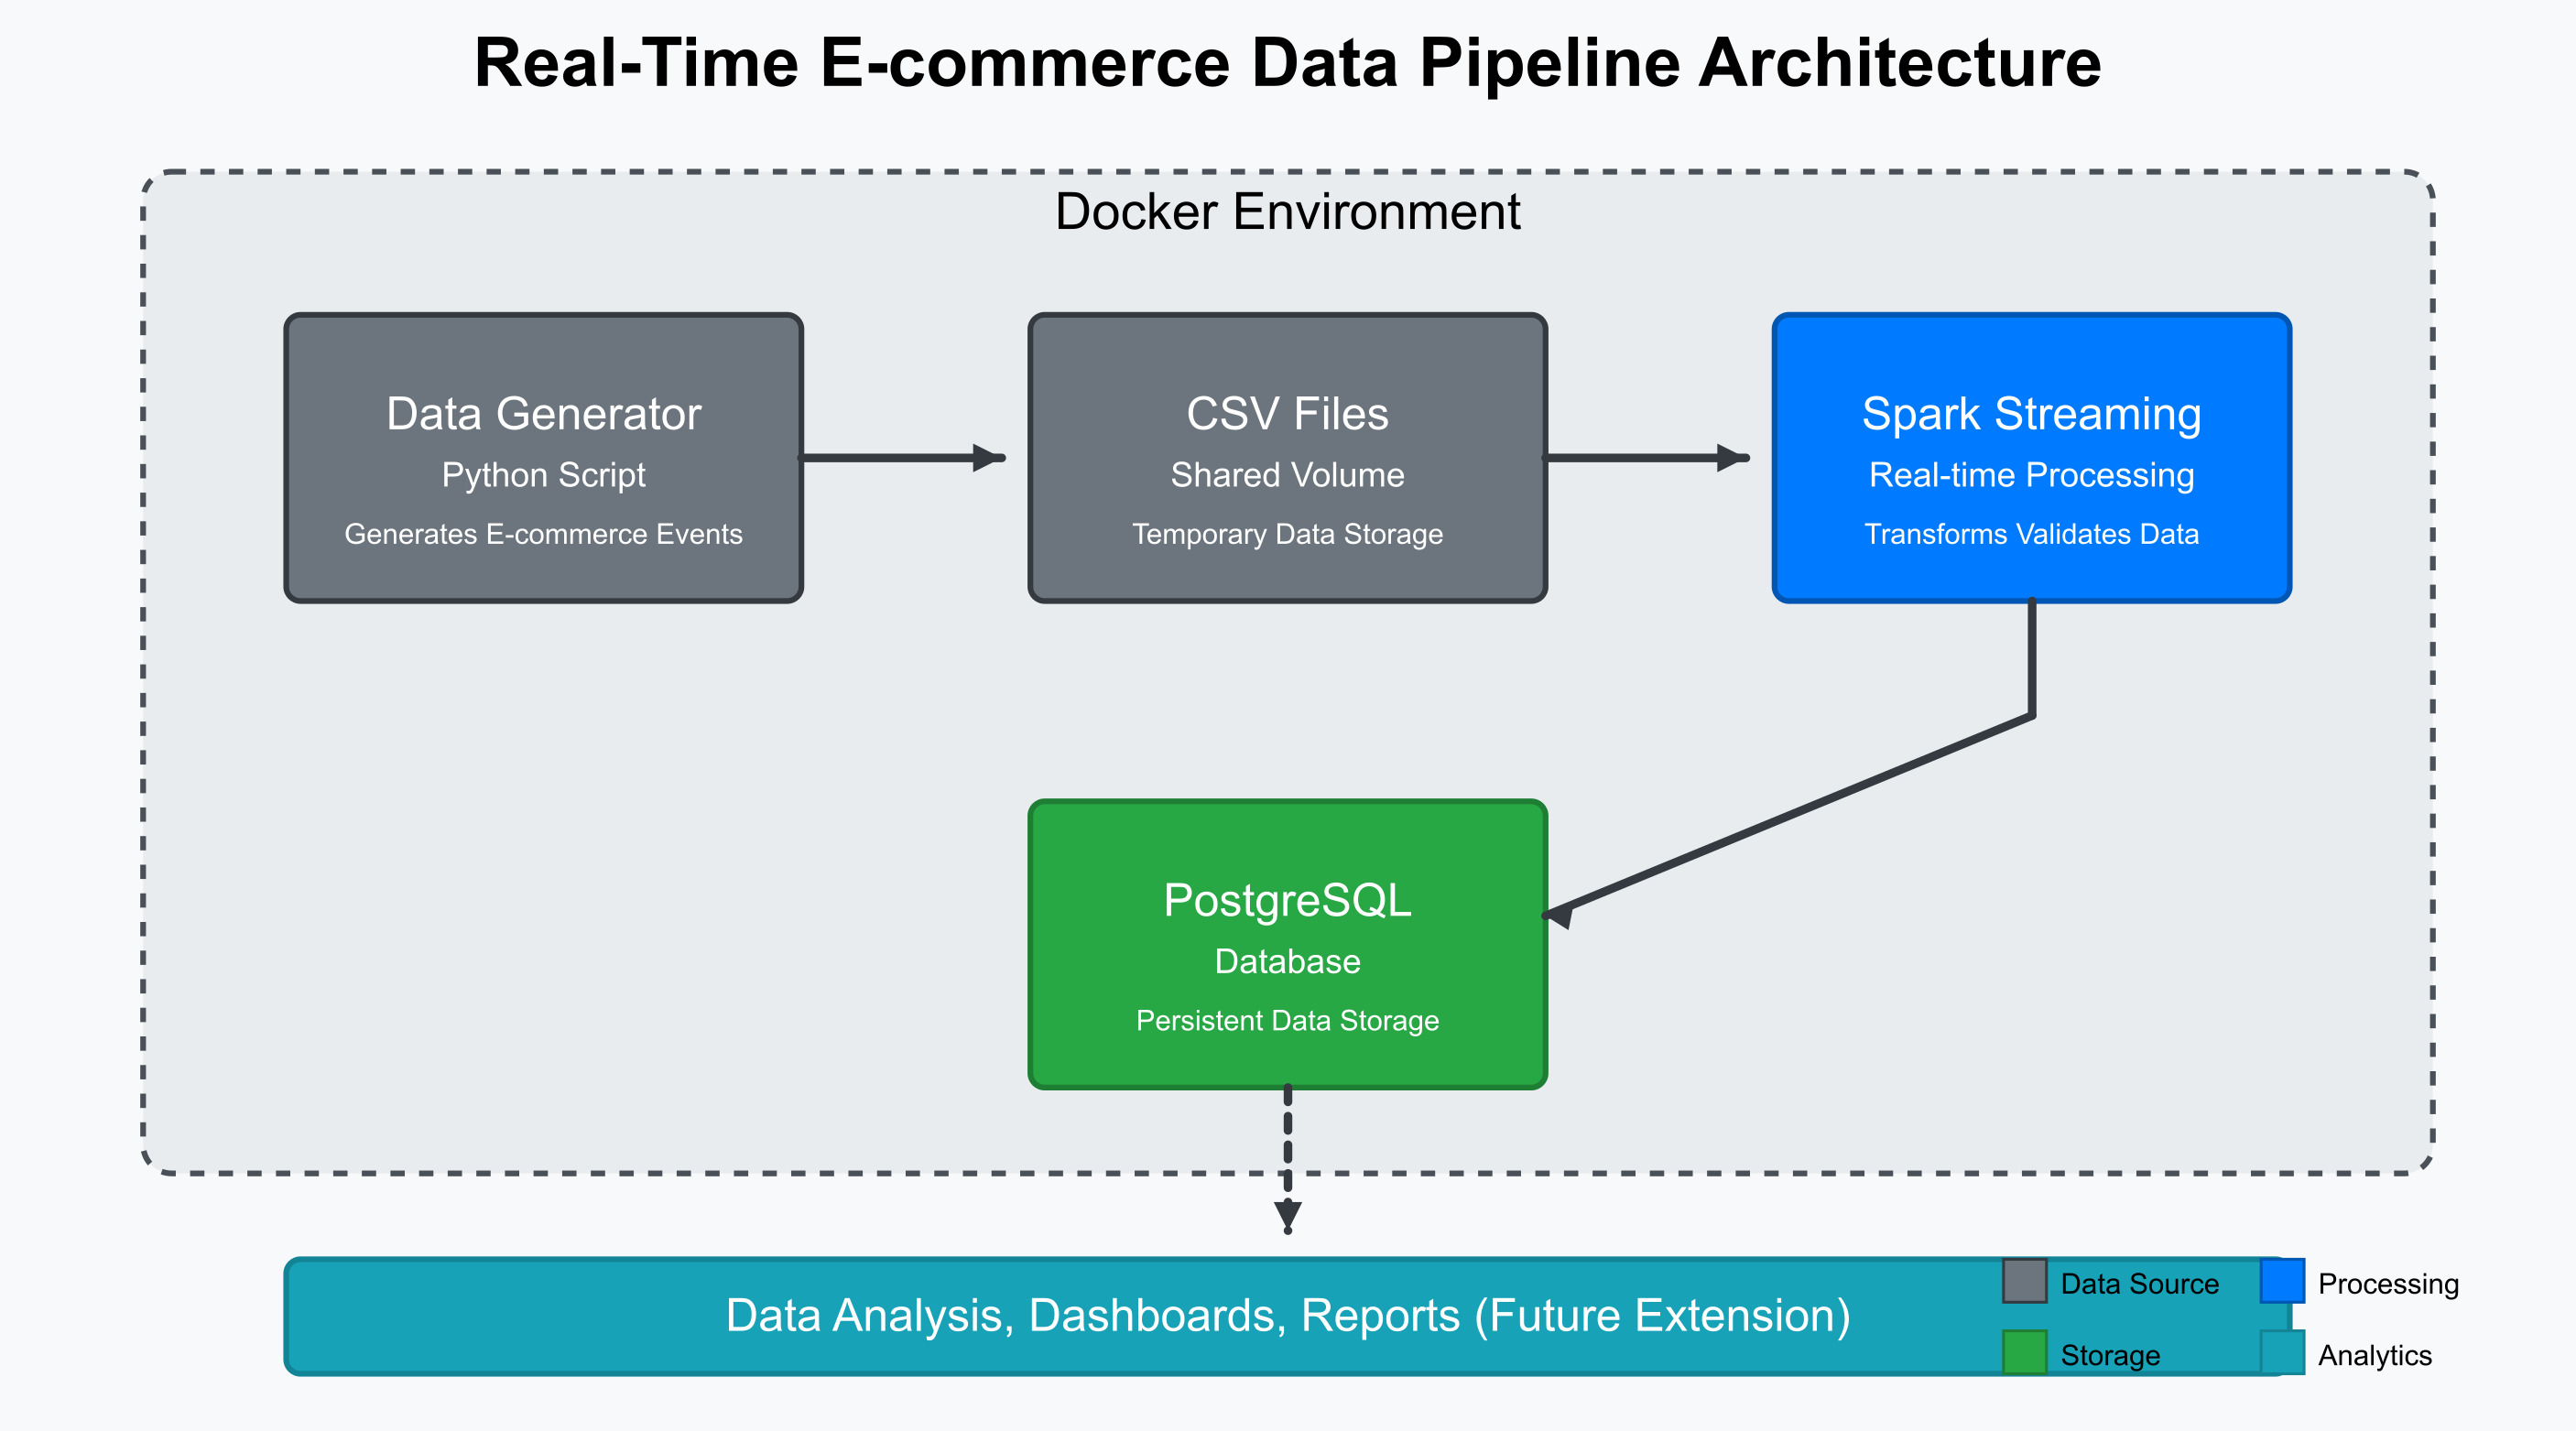 Real-Time E-commerce Data Pipeline Architecture
Docker Environment
Data Generator
Python Script
Generates E-commerce Events
CSV Files
Shared Volume
Temporary Data Storage
Spark Streaming
Real-time Processing
Transforms Validates Data
PostgreSQL
Database
Persistent Data Storage
Data Analysis, Dashboards, Reports (Future Extension)
Data Source
Processing
Storage
Analytics